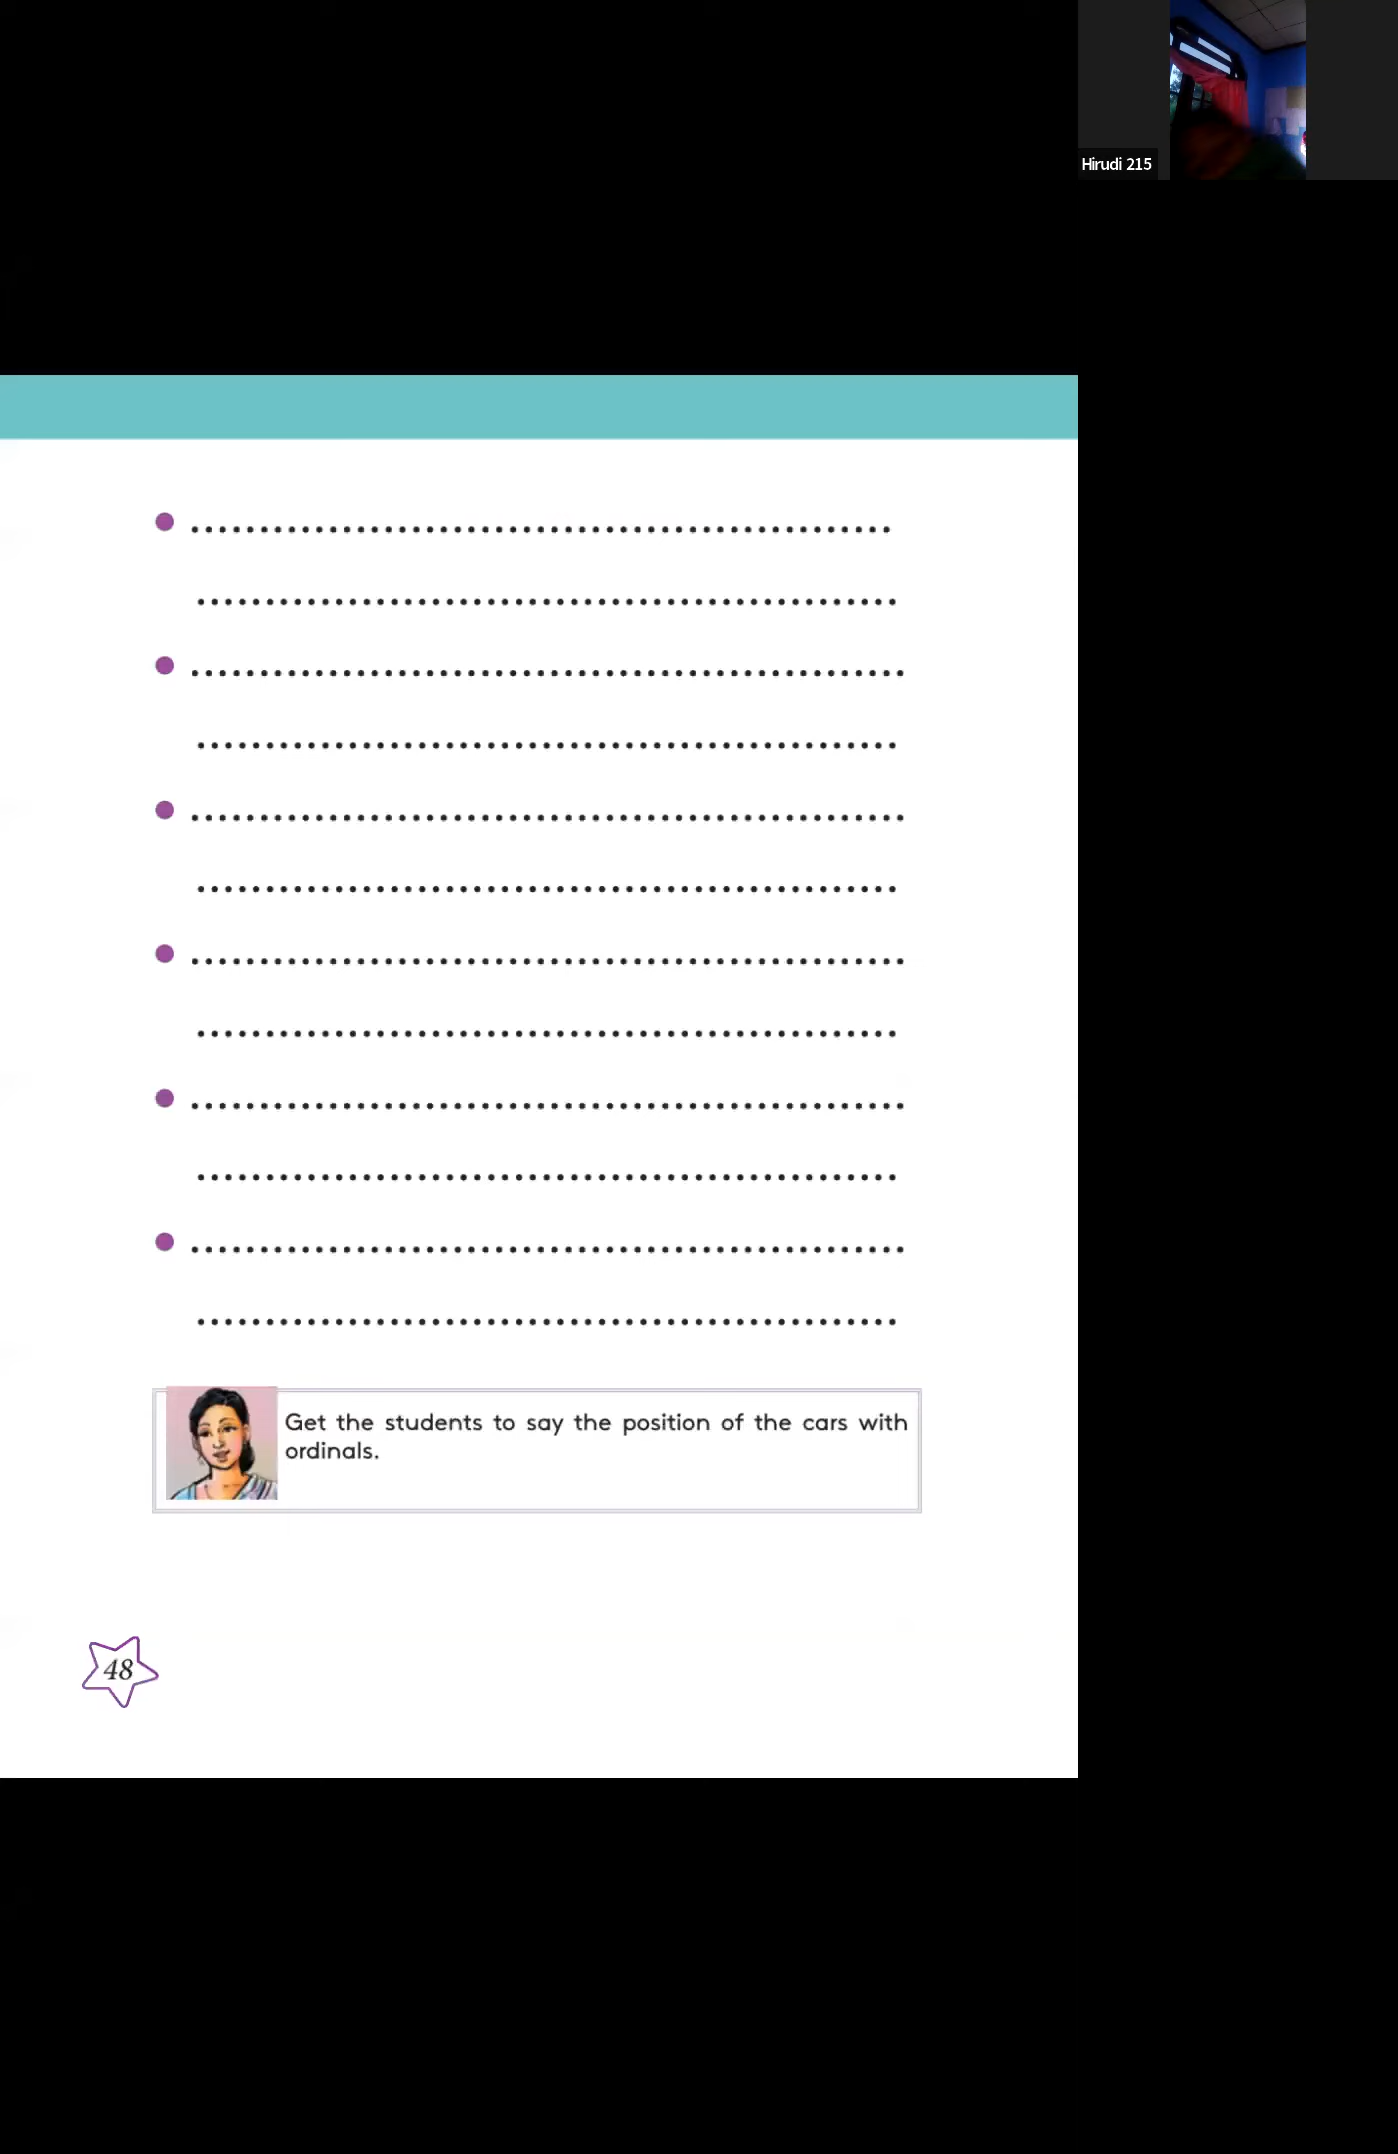 Hirudi 215
Get the students to say the position of the cars with
ordinals.
48